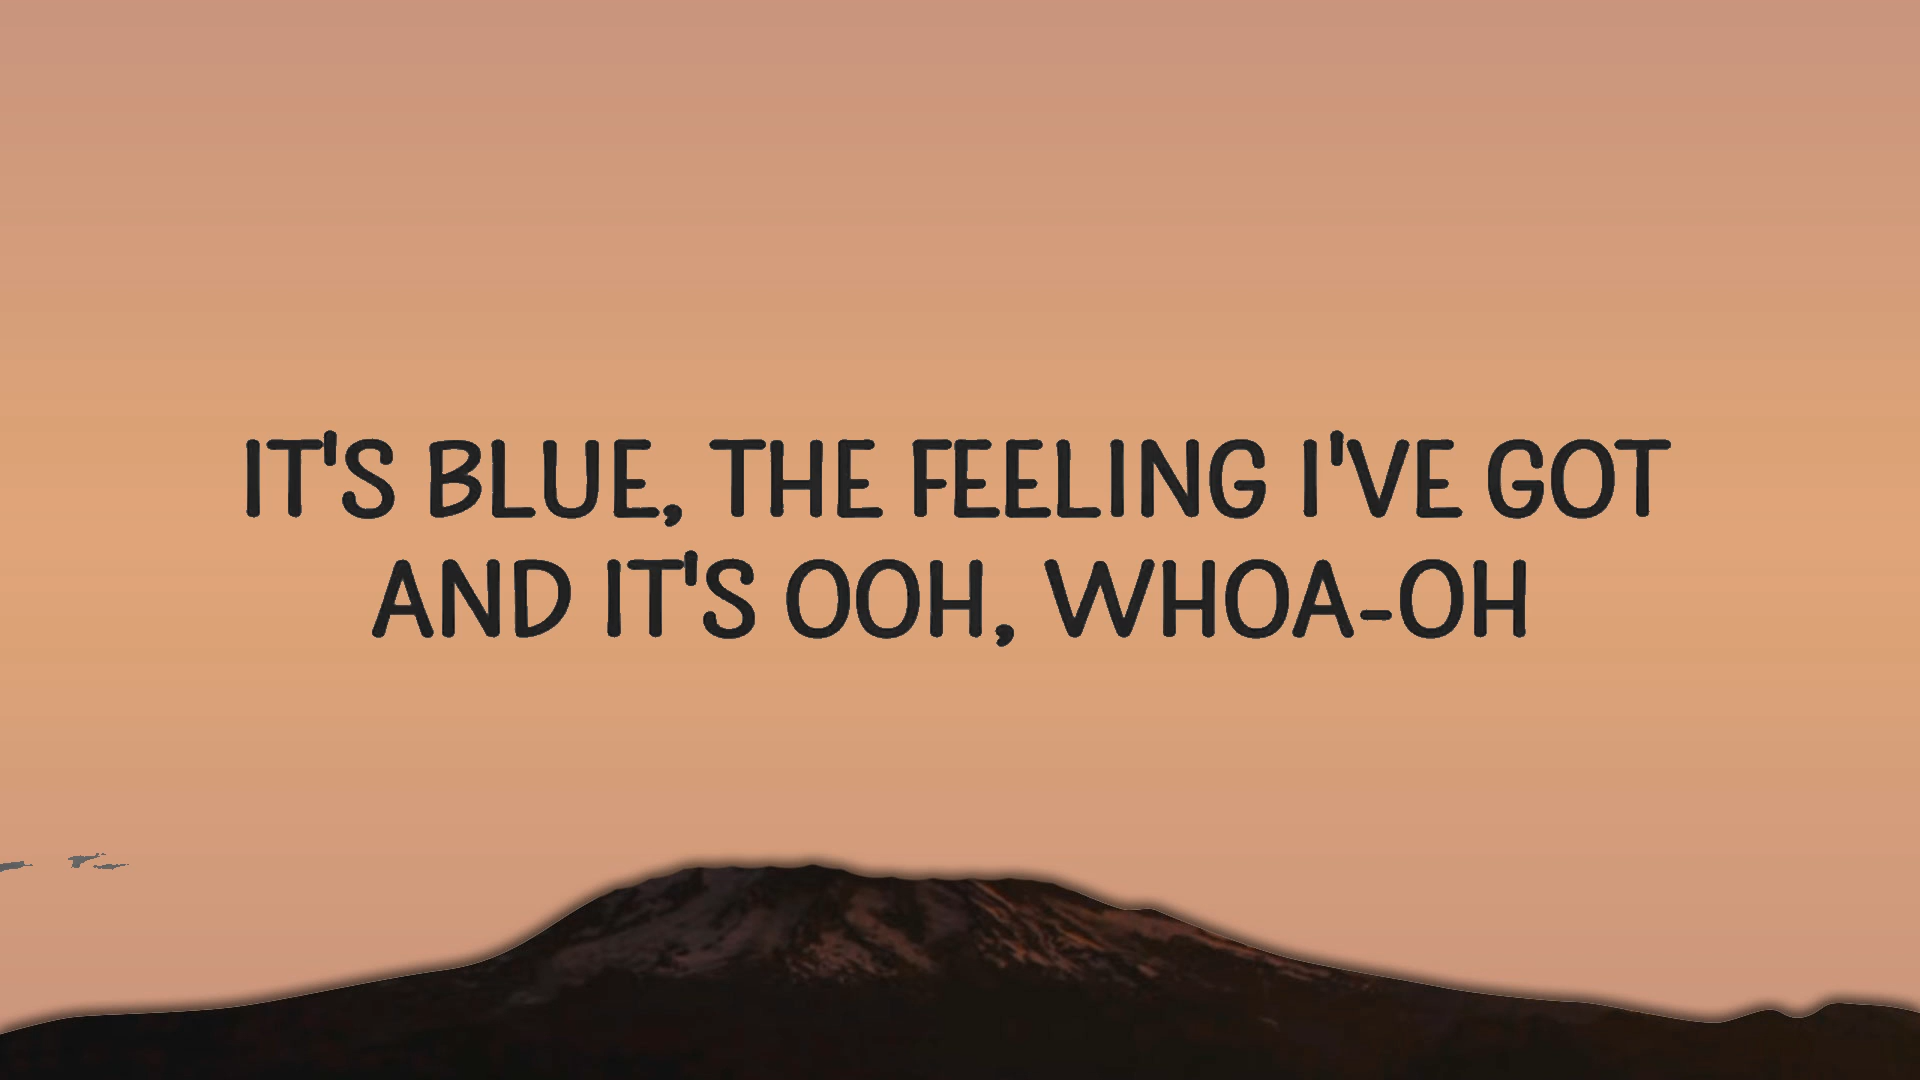 IT'S BLUE, THE FEELING I'VE GOT
AND IT'S OOH, WHOA-OH